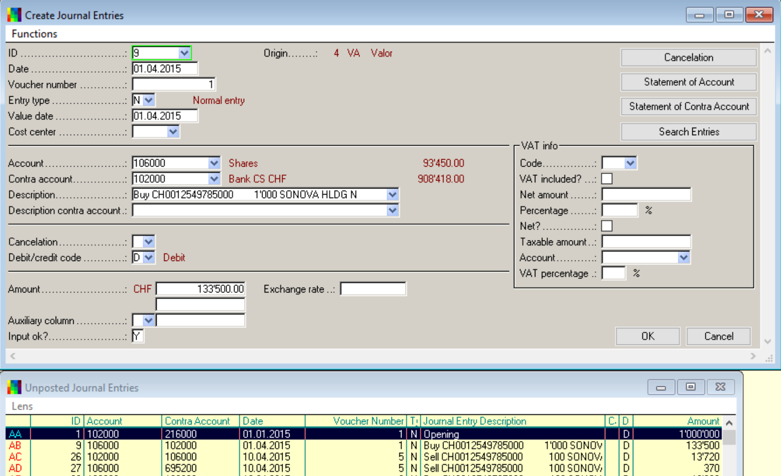 Create Journal Entries
Functions
ID 9 Origin......: 4 VA Valor
Date 01.04.2015 Cancelation
Voucher number 1 Statement of Account
Entry type N Normal entry
Value date 01.04.2015 Statement of Contra Account
Cost center Search Entries
VAT info
Account 106000 Shares 93'450.00 Code
Contra account 102000 Bank CS CHF 908'418.00 VAT included? ...:
Description Buy CH0012549785000 1'000 SONOVA HLDG N Net amount
Description contra account .: Percentage %
Net?
Cancelation Taxable amount ..:
Debit/credit code D Debit Account
VAT percentage .: %
Amount CHF 133'500.00 Exchange rate ..:
Auxiliary column
Input ok? Y OK Cancel
Unposted Journal Entries
Lens
ID Account Contra Account Date Voucher Number Journal Entry Description C. D Amount
AA 1 102000 216000 01.01.2015 1 N Opening D 1'000'000
AB 9 106000 102000 01.04.2015 1 N Buy CH0012549785000 1'000 SONOV D 133'500
AC 26 102000 106000 10.04.2015 5 N Sell CH0012549785000 100 SONOV D 13'720
AD 27 106000 695200 10.04.2015 5 N Sell CH0012549785000 100 SONOV D 370